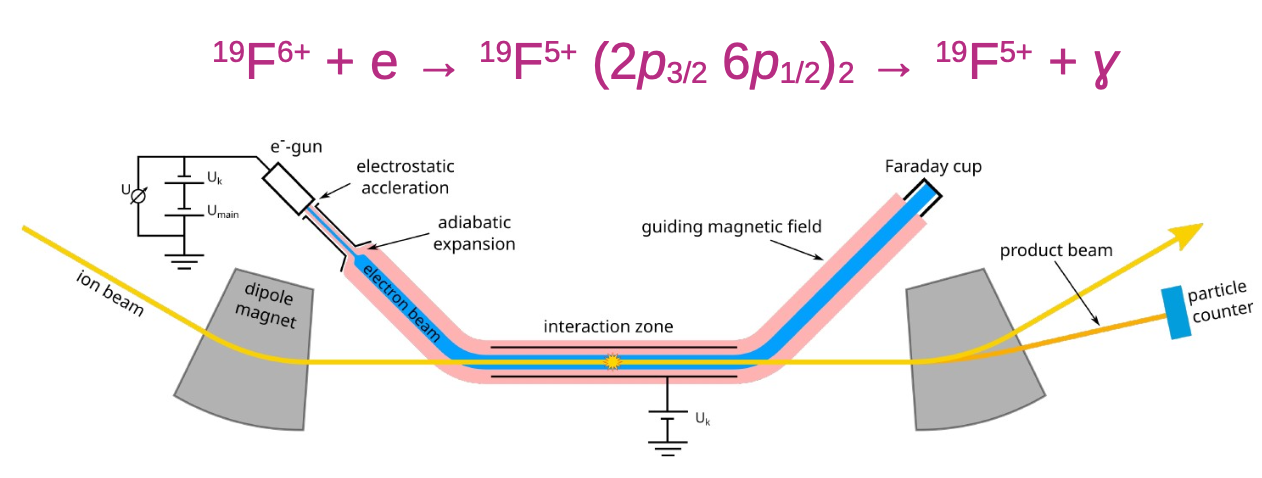 ¹⁹F⁶⁺ + e → ¹⁹F⁵⁺ (2p₃/₂ 6p₁/₂)₂ → ¹⁹F⁵⁺ + γ
e⁻-gun
electrostatic
accleration
Faraday cup
U
Uₖ
Uₘₐᵢₙ
adiabatic
expansion
guiding magnetic field
product beam
ion beam
dipole
magnet
electron beam
interaction zone
particle
counter
Uₖ